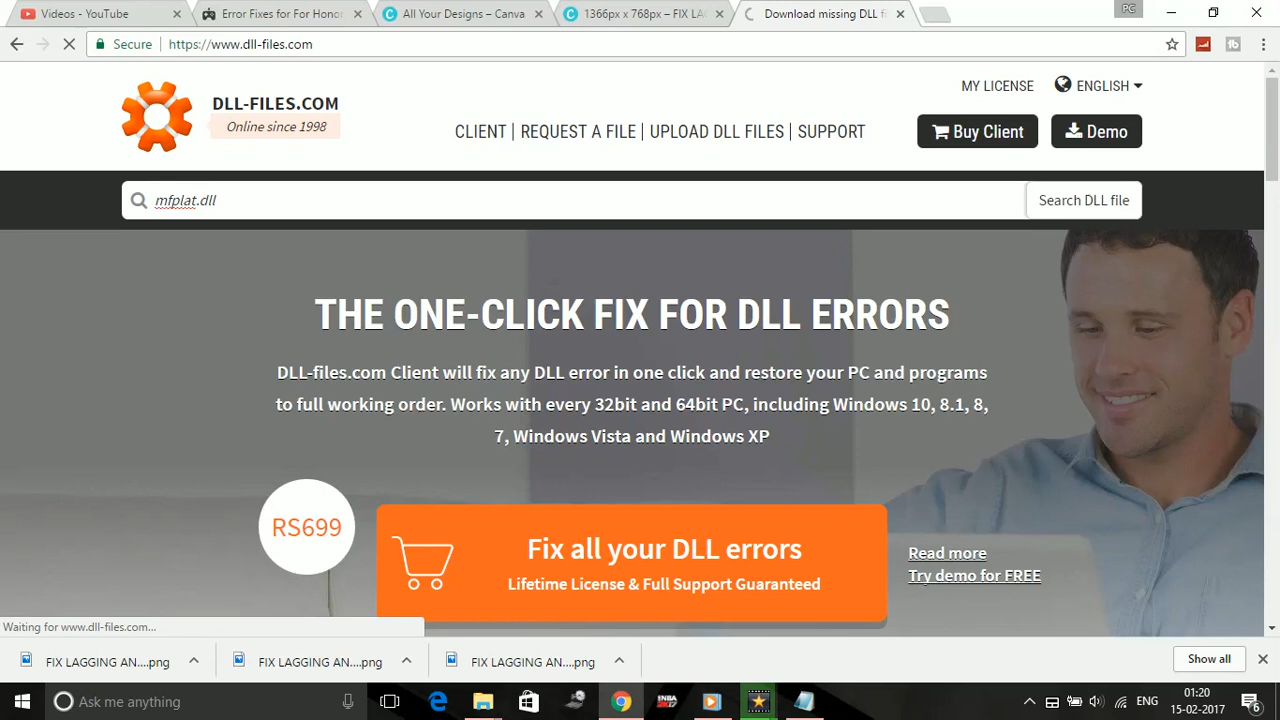 Videos - YouTube
Error Fixes for For Honor
All Your Designs – Canva
1366px x 768px – FIX LA
Download missing DLL f
PC
Secure
https://www.dll-files.com
DLL-FILES.COM
Online since 1998
MY LICENSE
ENGLISH
CLIENT | REQUEST A FILE | UPLOAD DLL FILES | SUPPORT
Buy Client
Demo
mfplat.dll
Search DLL file
THE ONE-CLICK FIX FOR DLL ERRORS
DLL-files.com Client will fix any DLL error in one click and restore your PC and programs
to full working order. Works with every 32bit and 64bit PC, including Windows 10, 8.1, 8,
7, Windows Vista and Windows XP
RS699
Fix all your DLL errors
Lifetime License & Full Support Guaranteed
Read more
Try demo for FREE
Waiting for www.dll-files.com...
FIX LAGGING AN....png
FIX LAGGING AN....png
FIX LAGGING AN....png
Show all
Ask me anything
ENG
01:20
15-02-2017
6